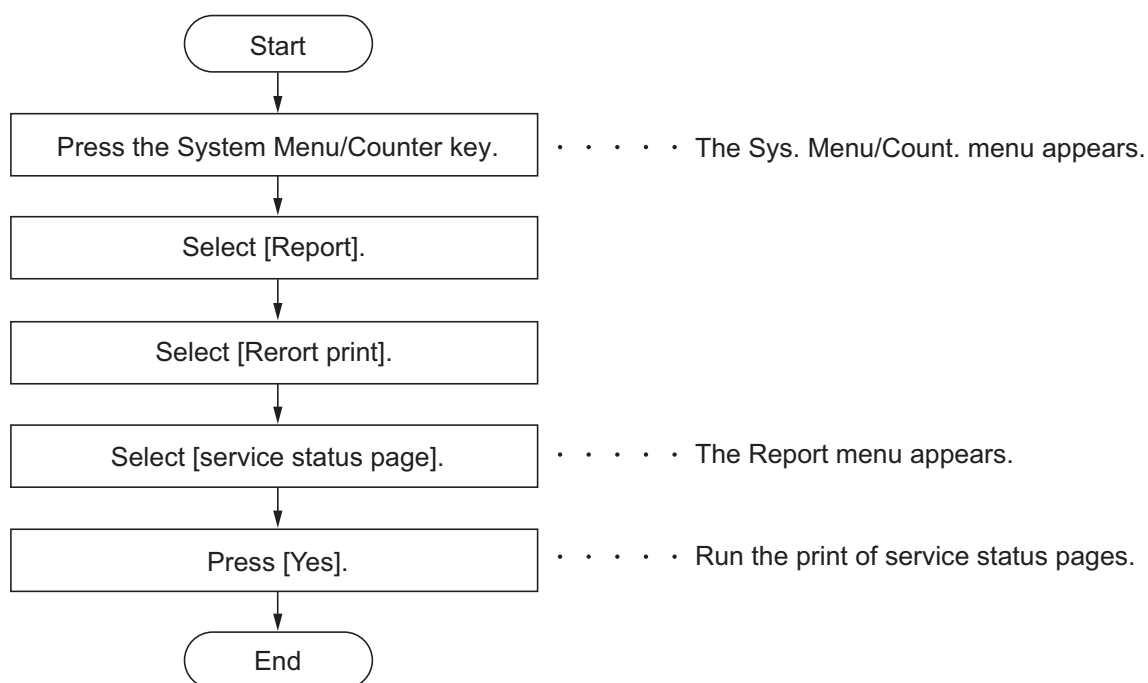 Start
Press the System Menu/Counter key. · · · · · The Sys. Menu/Count. menu appears.
Select [Report].
Select [Rerort print].
Select [service status page]. · · · · · The Report menu appears.
Press [Yes]. · · · · · Run the print of service status pages.
End